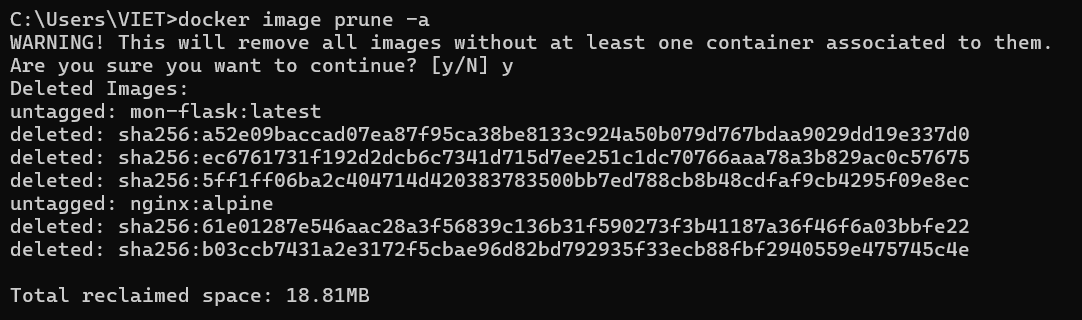 C:\Users\VIET>docker image prune -a
WARNING! This will remove all images without at least one container associated to them.
Are you sure you want to continue? [y/N] y
Deleted Images:
untagged: mon-flask:latest
deleted: sha256:a52e09baccad07ea87f95ca38be8133c924a50b079d767bdaa9029dd19e337d0
deleted: sha256:ec6761731f192d2dcb6c7341d715d7ee251c1dc70766aaa78a3b829ac0c57675
deleted: sha256:5ff1ff06ba2c404714d420383783500bb7ed788cb8b48cdfaf9cb4295f09e8ec
untagged: nginx:alpine
deleted: sha256:61e01287e546aac28a3f56839c136b31f590273f3b41187a36f46f6a03bbfe22
deleted: sha256:b03ccb7431a2e3172f5cbae96d82bd792935f33ecb88fbf2940559e475745c4e
Total reclaimed space: 18.81MB